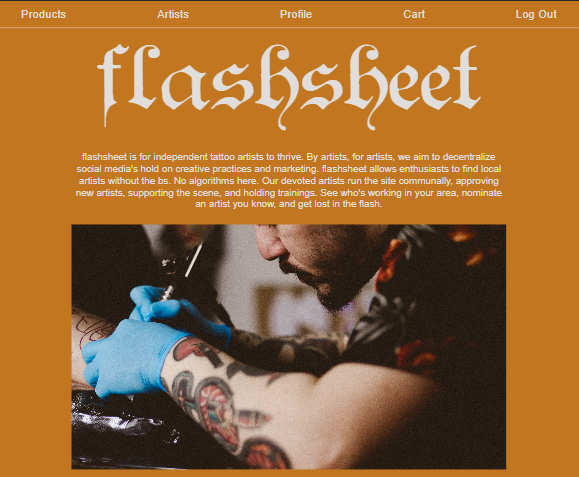 Products Artists Profile Cart Log Out
flashsheet
flashsheet is for independent tattoo artists to thrive. By artists, for artists, we aim to decentralize
social media's hold on creative practices and marketing. flashsheet allows enthusiasts to find local
artists without the bs. No algorithms here. Our devoted artists run the site communally, approving
new artists, supporting the scene, and holding trainings. See who's working in your area, nominate
an artist you know, and get lost in the flash.